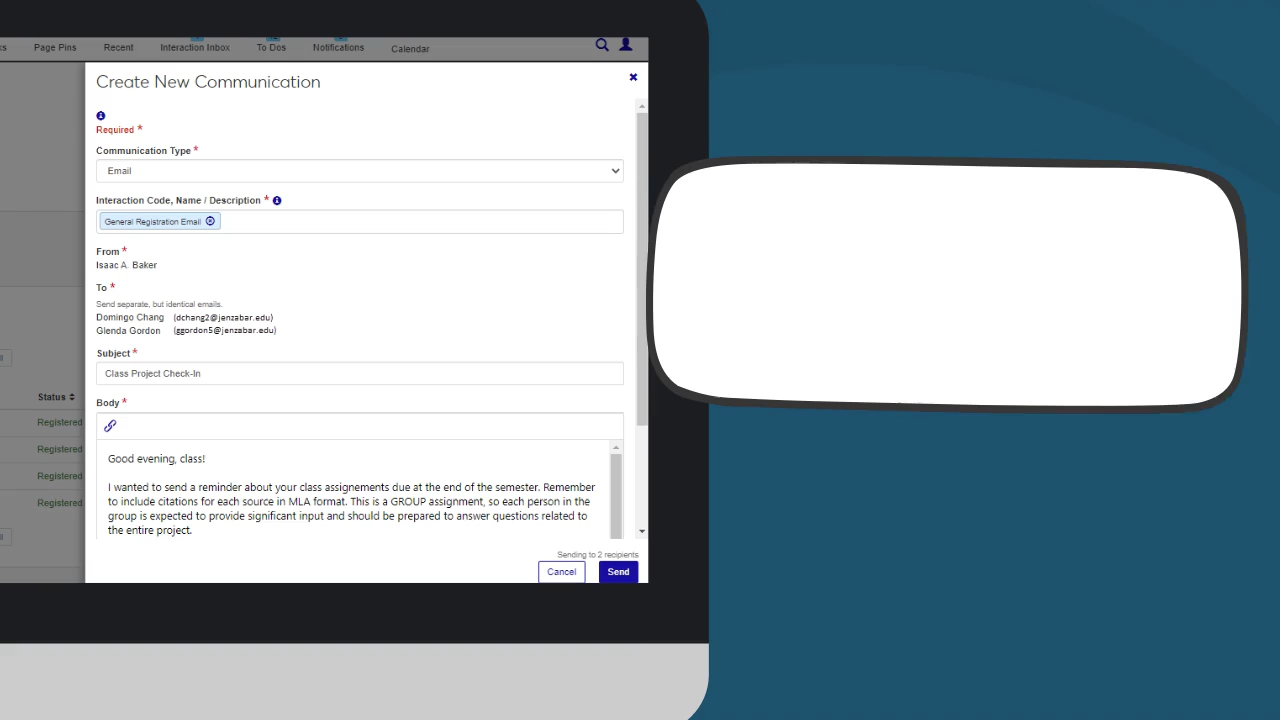 Page Pins Recent Interaction Inbox To Dos Notifications Calendar
Create New Communication
Required *
Communication Type *
Email
Interaction Code, Name / Description *
General Registration Email
From *
Isaac A. Baker
To *
Send separate, but identical emails.
Domingo Chang (dchang2@jenzabar.edu)
Glenda Gordon (ggordon5@jenzabar.edu)
Subject *
Class Project Check-In
Status
Body *
Registered
Good evening, class!
Registered
I wanted to send a reminder about your class assignements due at the end of the semester. Remember
Registered
to include citations for each source in MLA format. This is a GROUP assignment, so each person in the
Registered
group is expected to provide significant input and should be prepared to answer questions related to
the entire project.
Sending to 2 recipients
Cancel Send